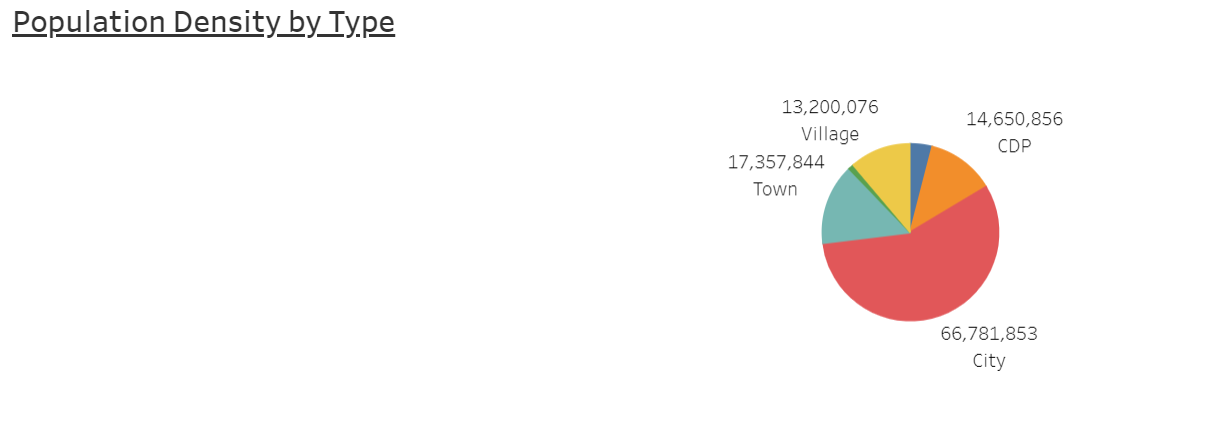 Population Density by Type
13,200,076
Village
14,650,856
CDP
17,357,844
Town
66,781,853
City